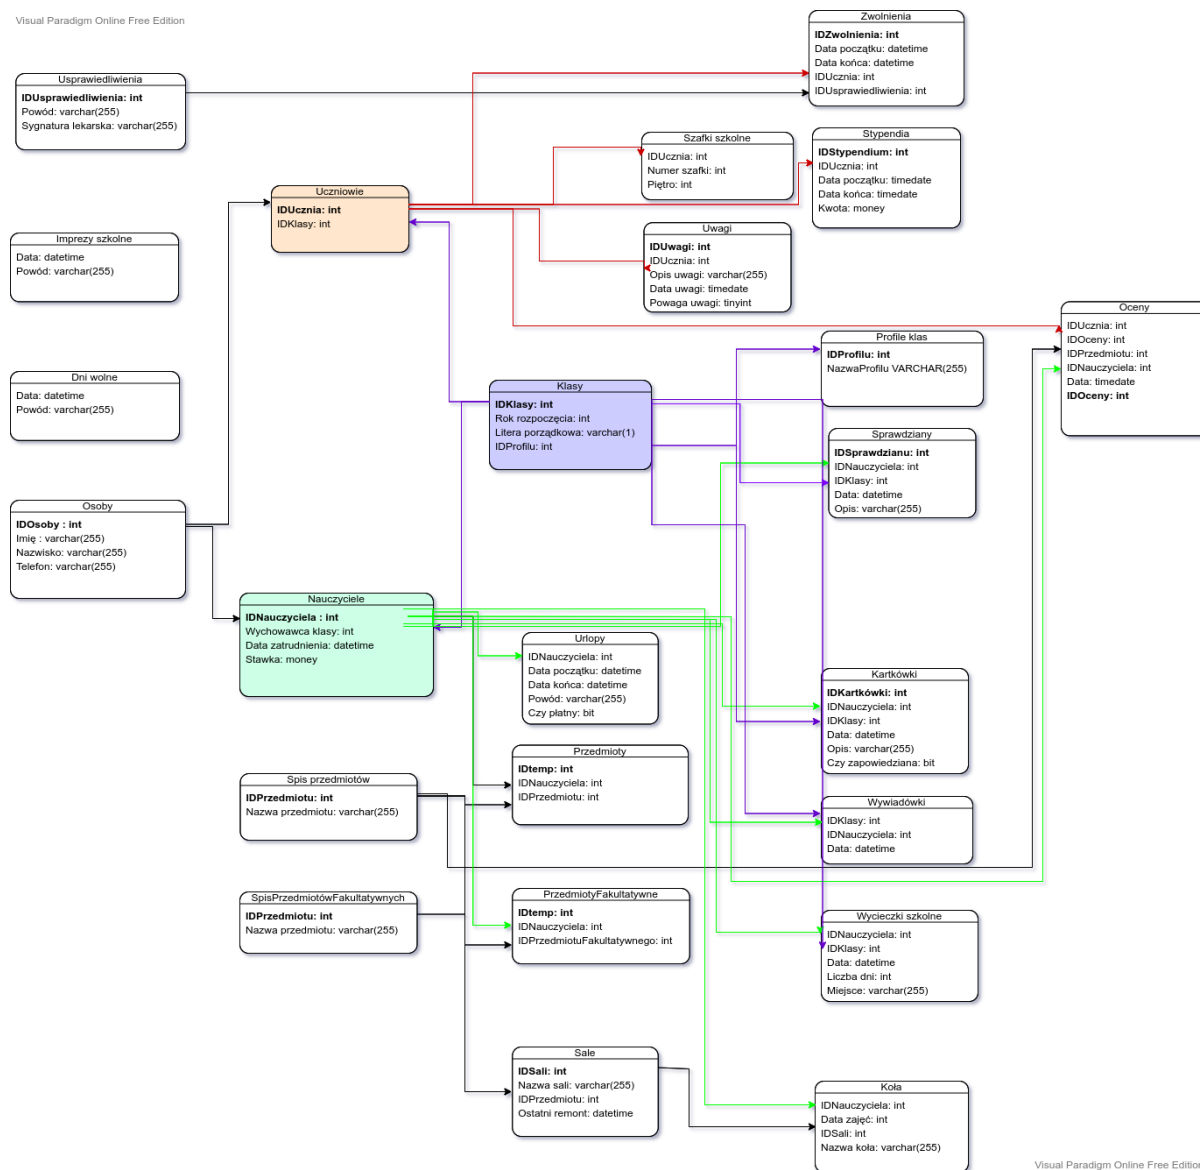 Visual Paradigm Online Free Edition
Zwolnienia
IDZwolnienia: int
Data początku: datetime
Data końca: datetime
IDUcznia: int
IDUsprawiedliwienia: int
Usprawiedliwienia
IDUsprawiedliwienia: int
Powód: varchar(255)
Sygnatura lekarska: varchar(255)
Szafki szkolne
IDUcznia: int
Numer szafki: int
Piętro: int
Stypendia
IDStypendium: int
IDUcznia: int
Data początku: timedate
Data końca: timedate
Kwota: money
Uczniowie
IDUcznia: int
IDKlasy: int
Uwagi
IDUwagi: int
IDUcznia: int
Opis uwagi: varchar(255)
Data uwagi: timedate
Powaga uwagi: tinyint
Imprezy szkolne
Data: datetime
Powód: varchar(255)
Oceny
IDUcznia: int
IDOceny: int
IDPrzedmiotu: int
IDNauczyciela: int
Data: timedate
IDOceny: int
Profile klas
IDProfilu: int
NazwaProfilu VARCHAR(255)
Dni wolne
Data: datetime
Powód: varchar(255)
Klasy
IDKlasy: int
Rok rozpoczęcia: int
Litera porządkowa: varchar(1)
IDProfilu: int
Sprawdziany
IDSprawdzianu: int
IDNauczyciela: int
IDKlasy: int
Data: datetime
Opis: varchar(255)
Osoby
IDOsoby : int
Imię : varchar(255)
Nazwisko: varchar(255)
Telefon: varchar(255)
Nauczyciele
IDNauczyciela : int
Wychowawca klasy: int
Data zatrudnienia: datetime
Stawka: money
Urlopy
IDNauczyciela: int
Data początku: datetime
Data końca: datetime
Powód: varchar(255)
Czy płatny: bit
Kartkówki
IDKartkówki: int
IDNauczyciela: int
IDKlasy: int
Data: datetime
Opis: varchar(255)
Czy zapowiedziana: bit
Przedmioty
IDtemp: int
IDNauczyciela: int
IDPrzedmiotu: int
Spis przedmiotów
IDPrzedmiotu: int
Nazwa przedmiotu: varchar(255)
Wywiadówki
IDKlasy: int
IDNauczyciela: int
Data: datetime
SpisPrzedmiotówFakultatywnych
IDPrzedmiotu: int
Nazwa przedmiotu: varchar(255)
PrzedmiotyFakultatywne
IDtemp: int
IDNauczyciela: int
IDPrzedmiotuFakultatywnego: int
Wycieczki szkolne
IDNauczyciela: int
IDKlasy: int
Data: datetime
Liczba dni: int
Miejsce: varchar(255)
Sale
IDSali: int
Nazwa sali: varchar(255)
IDPrzedmiotu: int
Ostatni remont: datetime
Koła
IDNauczyciela: int
Data zajęć: int
IDSali: int
Nazwa koła: varchar(255)
Visual Paradigm Online Free Edition